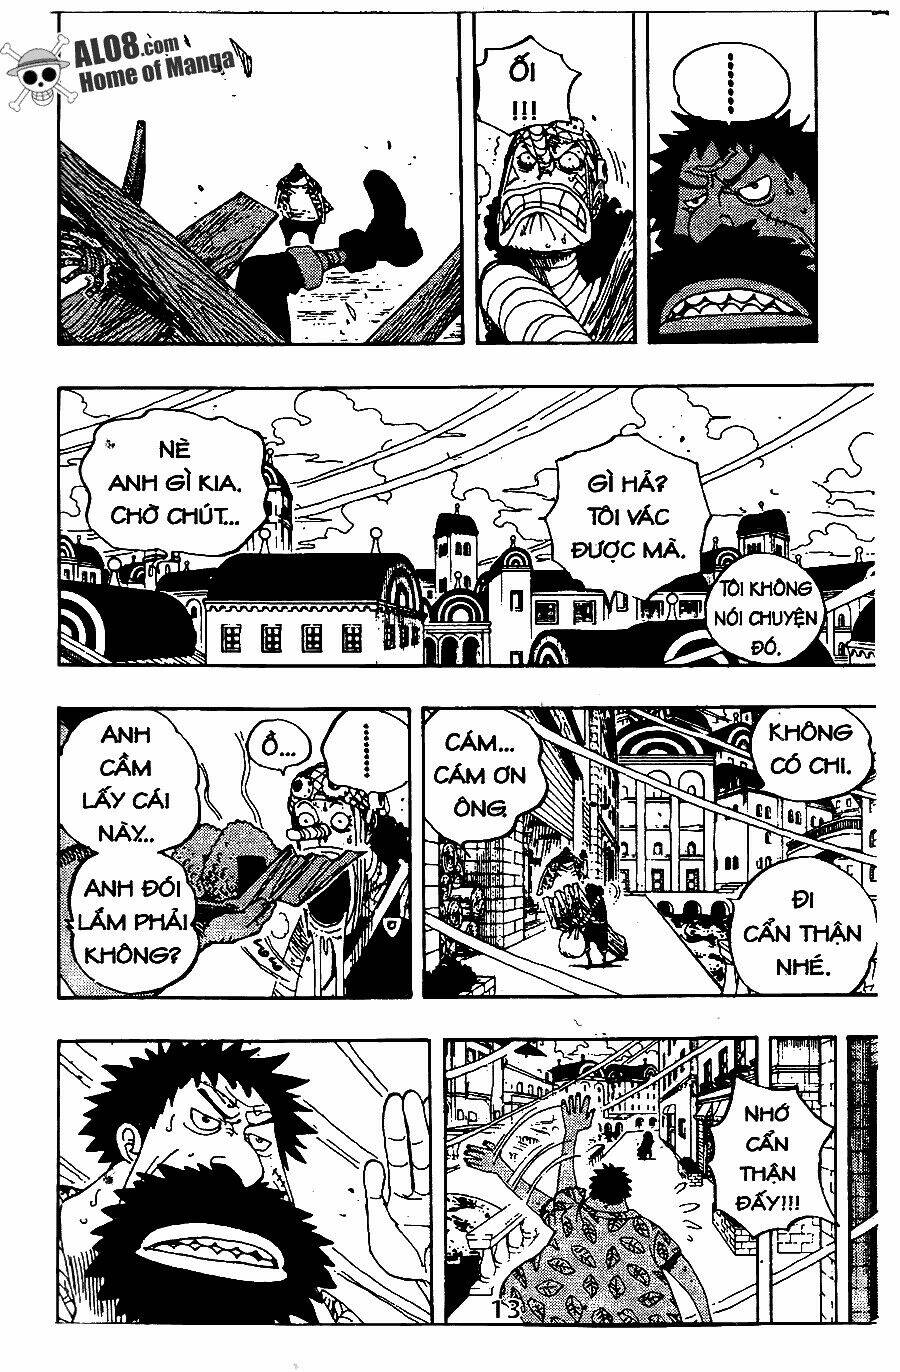 AL08.com
Home of Manga
ỐI
!!!
NÈ
ANH GÌ KIA.
CHỜ CHÚT...
GÌ HẢ?
TÔI VÁC
ĐƯỢC MÀ.
TÔI KHÔNG
NÓI CHUYỆN
ĐÓ.
ANH
CẦM
LẤY CÁI
NÀY...
ANH ĐÓI
LẮM PHẢI
KHÔNG?
Ồ...
CÁM...
CÁM ƠN
ÔNG.
KHÔNG
CÓ CHI.
ĐI
CẨN THẬN
NHÉ.
NHỚ
CẨN
THẬN
ĐẤY!!!
13